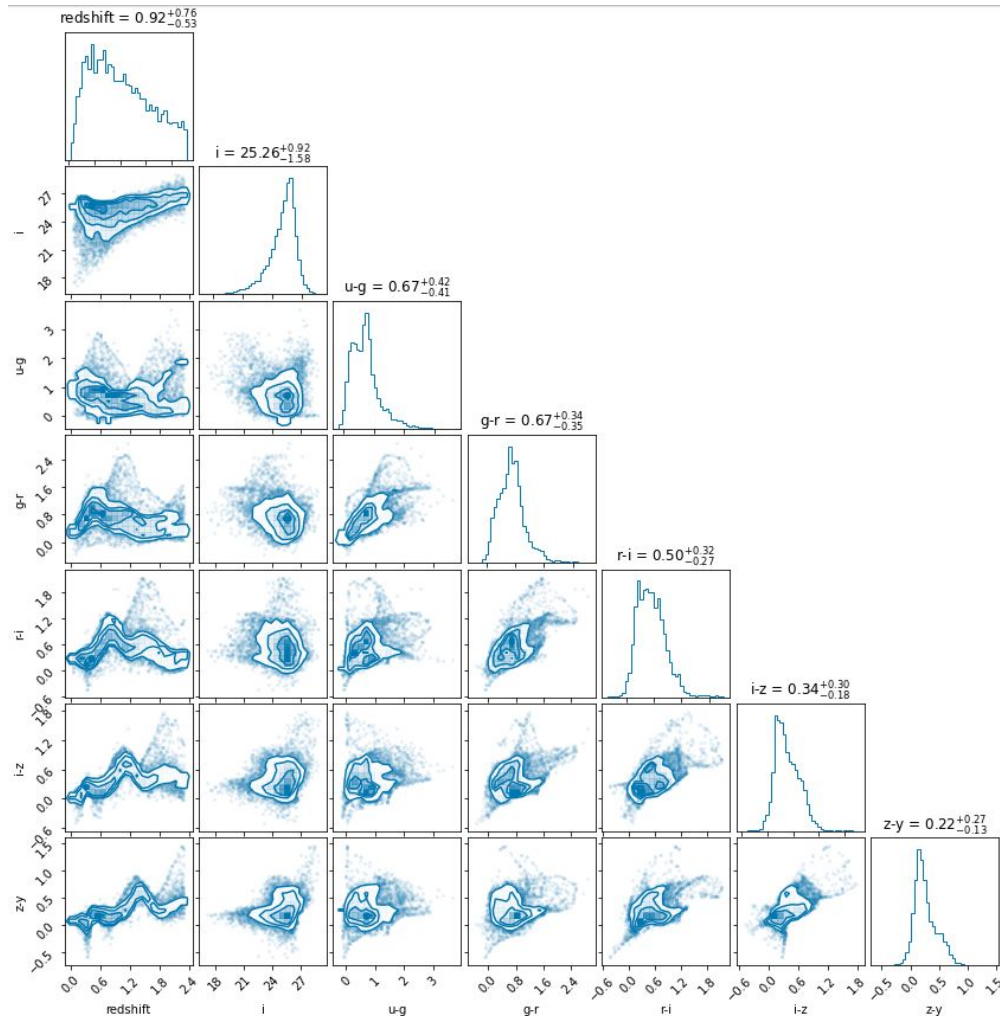 redshift = 0.92+0.76−0.53
i = 25.26+0.92−1.58
27
24
21
18
i
u-g = 0.67+0.42−0.41
3
2
1
0
u-g
g-r = 0.67+0.34−0.35
2.4
1.6
0.8
0.0
g-r
r-i = 0.50+0.32−0.27
1.8
1.2
0.6
0.0
−0.6
r-i
i-z = 0.34+0.30−0.18
1.8
1.2
0.6
0.0
−0.6
i-z
z-y = 0.22+0.27−0.13
1.5
1.0
0.5
0.0
−0.5
z-y
0.0 0.6 1.2 1.8 2.4 18 21 24 27 0 1 2 3 0.0 0.8 1.6 2.4 −0.6 0.0 0.6 1.2 1.8 −0.6 0.0 0.6 1.2 1.8 −0.5 0.0 0.5 1.0 1.5
redshift i u-g g-r r-i i-z z-y